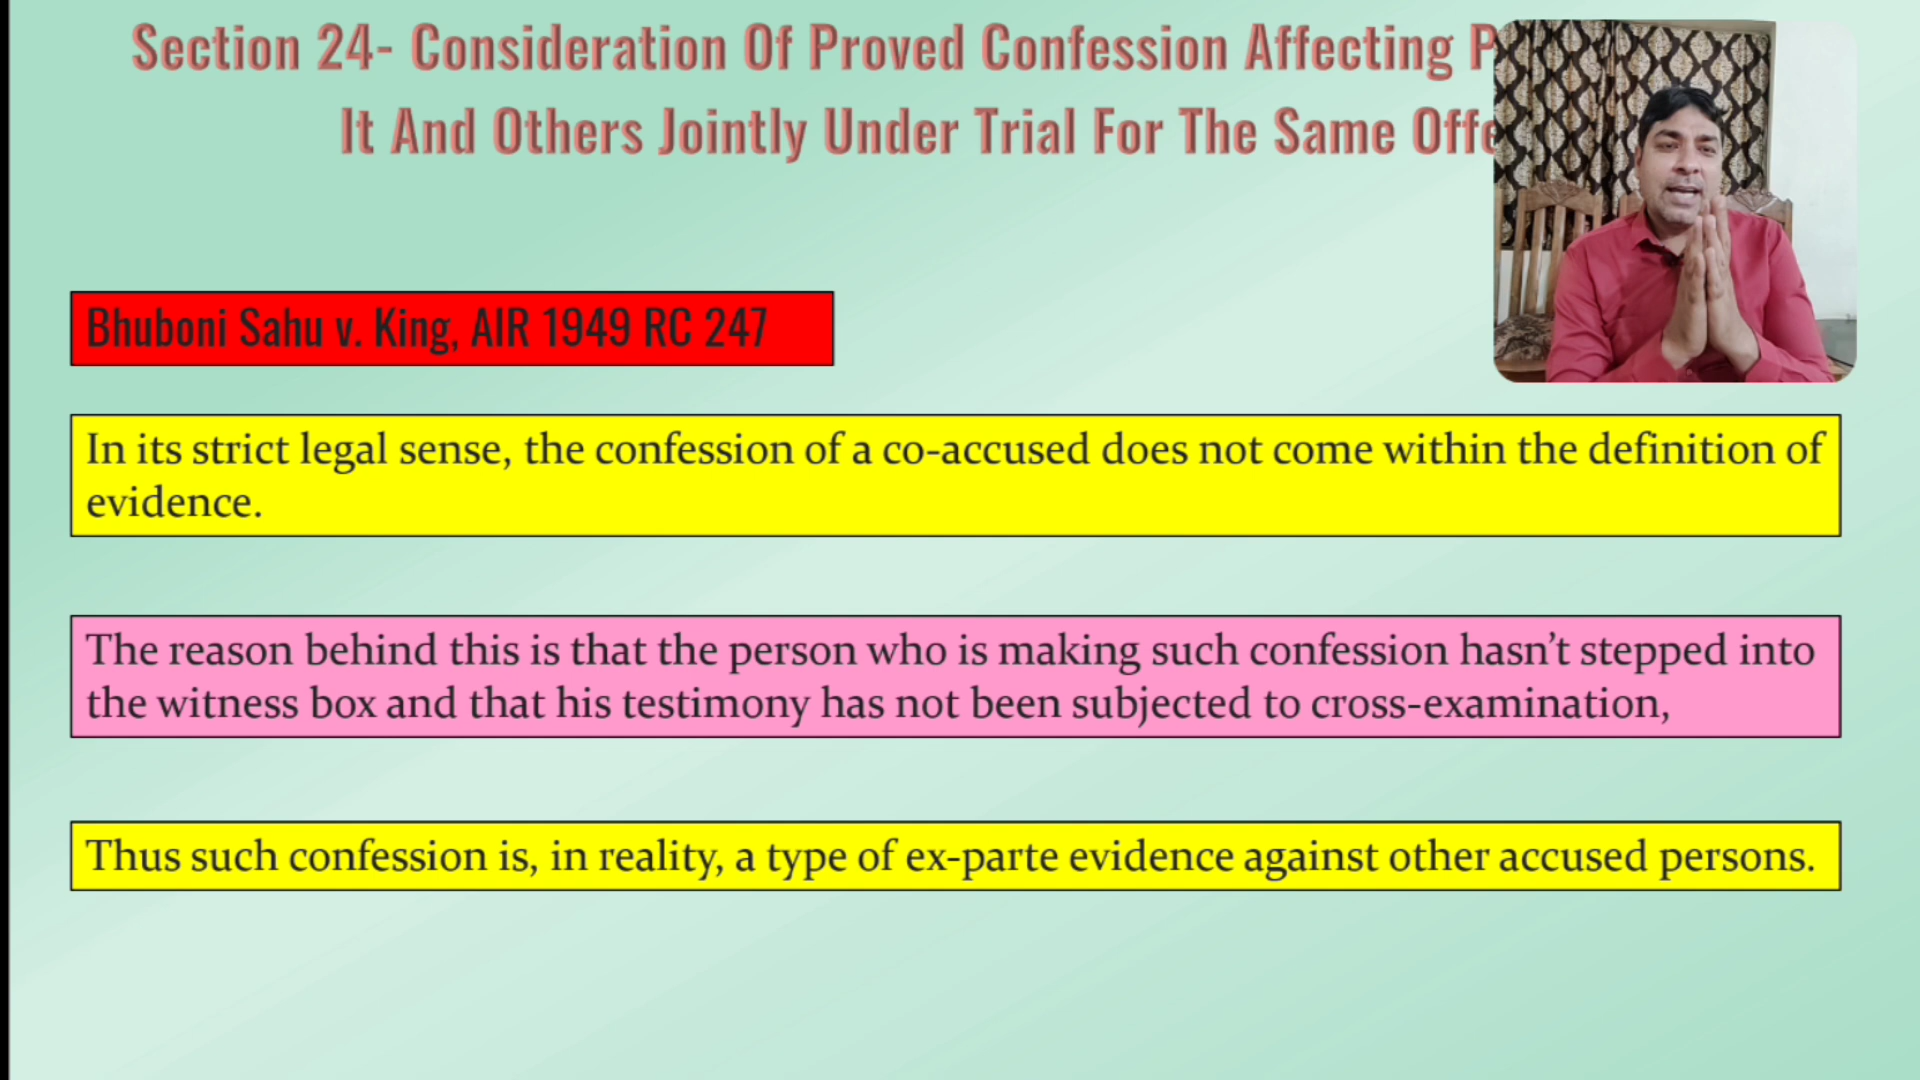 Section 24- Consideration Of Proved Confession Affecting
It And Others Jointly Under Trial For The Same
Bhuboni Sahu v. King, AIR 1949 RC 247
In its strict legal sense, the confession of a co-accused does not come within the definition of
evidence.
The reason behind this is that the person who is making such confession hasn’t stepped into
the witness box and that his testimony has not been subjected to cross-examination,
Thus such confession is, in reality, a type of ex-parte evidence against other accused persons.